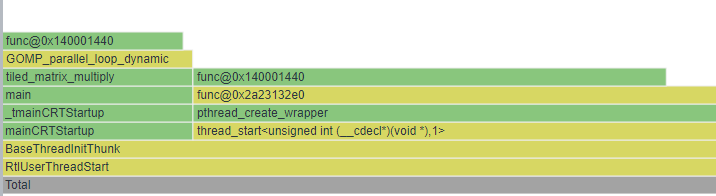 func@0x140001440
GOMP_parallel_loop_dynamic
tiled_matrix_multiply func@0x140001440
main func@0x2a23132e0
_tmainCRTStartup pthread_create_wrapper
mainCRTStartup thread_start<unsigned int (__cdecl*)(void *),1>
BaseThreadInitThunk
RtlUserThreadStart
Total